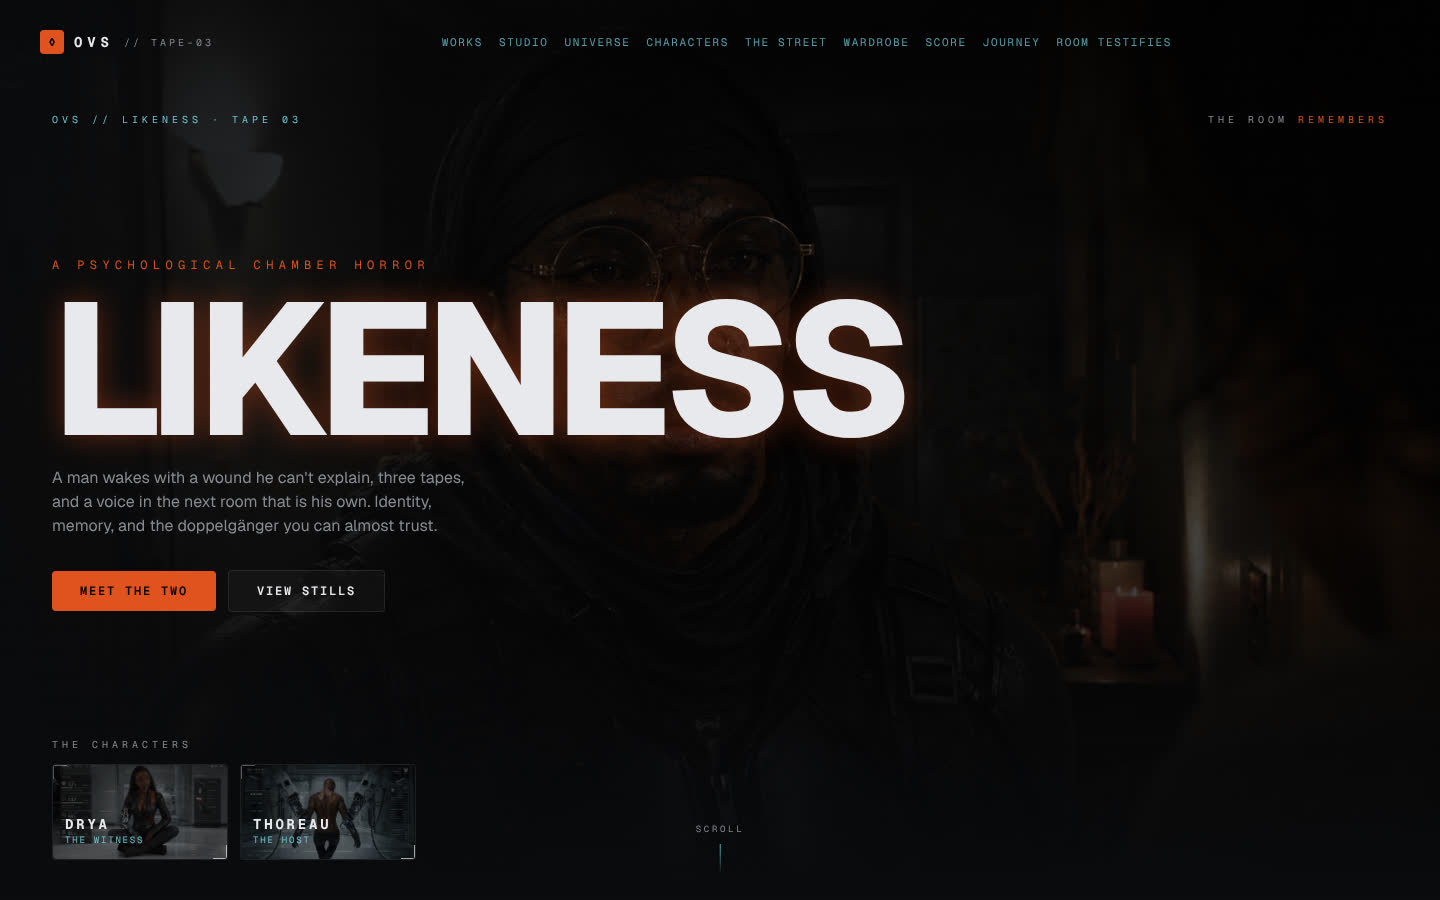 OVS // TAPE-03
WORKS STUDIO UNIVERSE CHARACTERS THE STREET WARDROBE SCORE JOURNEY ROOM TESTIFIES
OVS // LIKENESS · TAPE 03
THE ROOM REMEMBERS
A PSYCHOLOGICAL CHAMBER HORROR
LIKENESS
A man wakes with a wound he can't explain, three tapes,
and a voice in the next room that is his own. Identity,
memory, and the doppelgänger you can almost trust.
MEET THE TWO
VIEW STILLS
THE CHARACTERS
DRYA
THE WITNESS
THOREAU
THE HOST
SCROLL